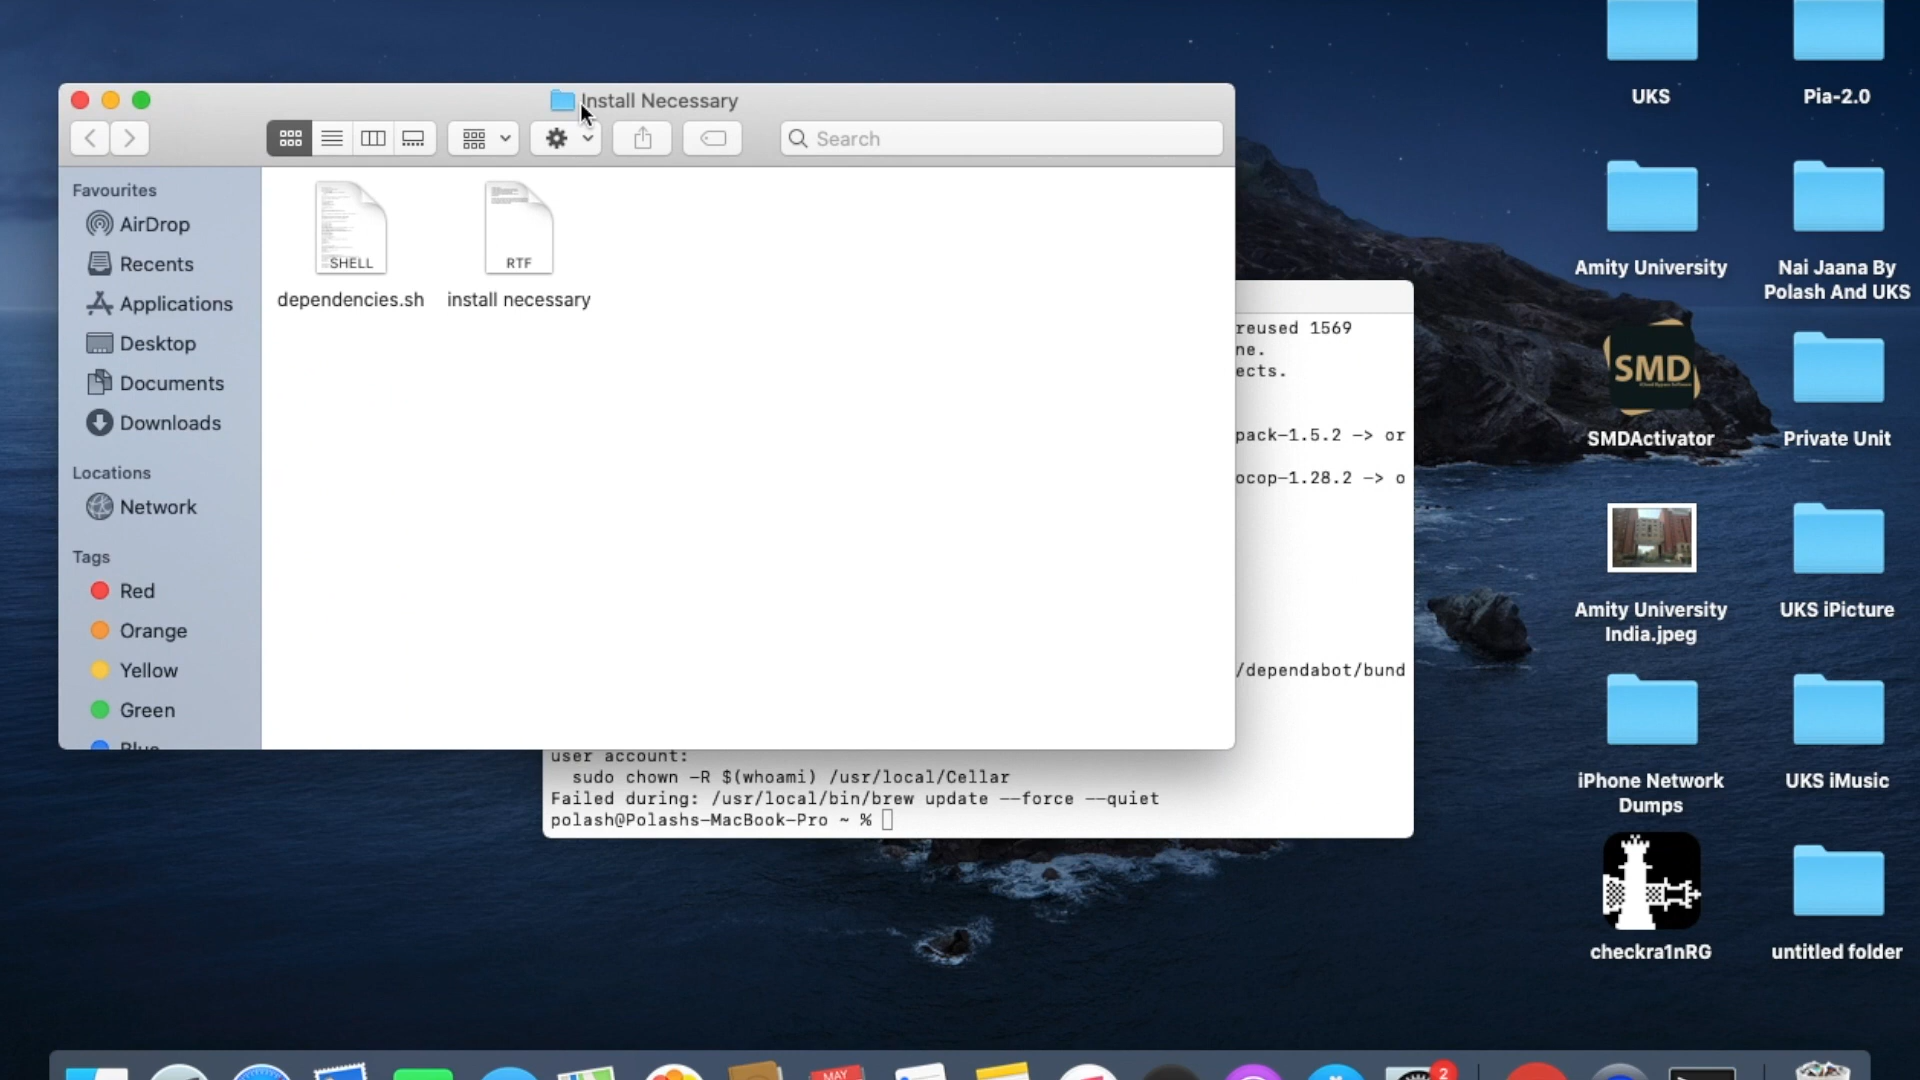 Install Necessary
Search
Favourites
AirDrop
Recents
Applications
Desktop
Documents
Downloads
Locations
Network
Tags
Red
Orange
Yellow
Green
Blue
SHELL
dependencies.sh
RTF
install necessary
reused 1569
ne.
ects.
pack-1.5.2 -> or
ocop-1.28.2 -> o
/dependabot/bund
user account:
sudo chown -R $(whoami) /usr/local/Cellar
Failed during: /usr/local/bin/brew update --force --quiet
polash@Polashs-MacBook-Pro ~ %
UKS
Pia-2.0
Amity University
Nai Jaana By
Polash And UKS
SMD
SMDActivator
Private Unit
Amity University
India.jpeg
UKS iPicture
iPhone Network
Dumps
UKS iMusic
checkra1nRG
untitled folder
MAY
2